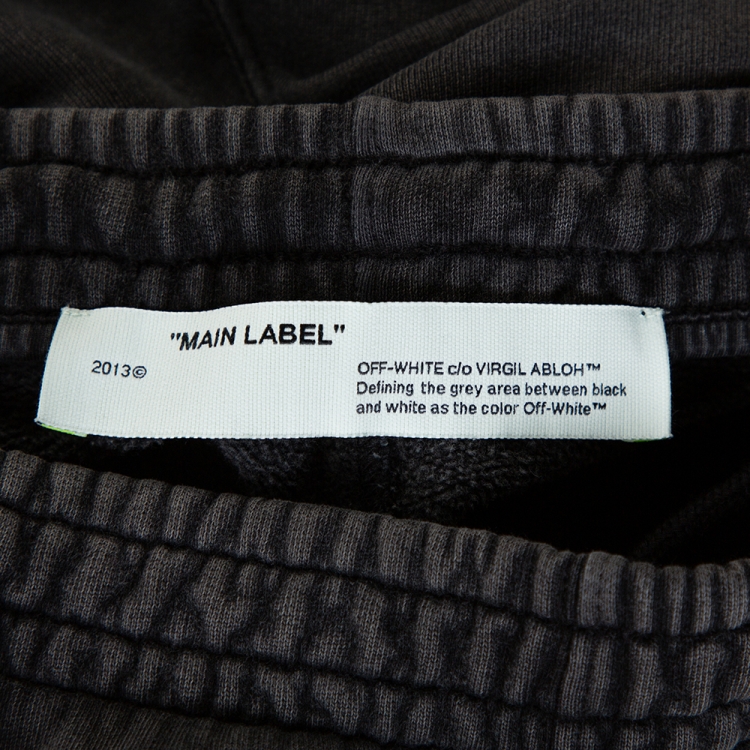 "MAIN LABEL"
2013©
OFF-WHITE c/o VIRGIL ABLOH™
Defining the grey area between black
and white as the color Off-White™